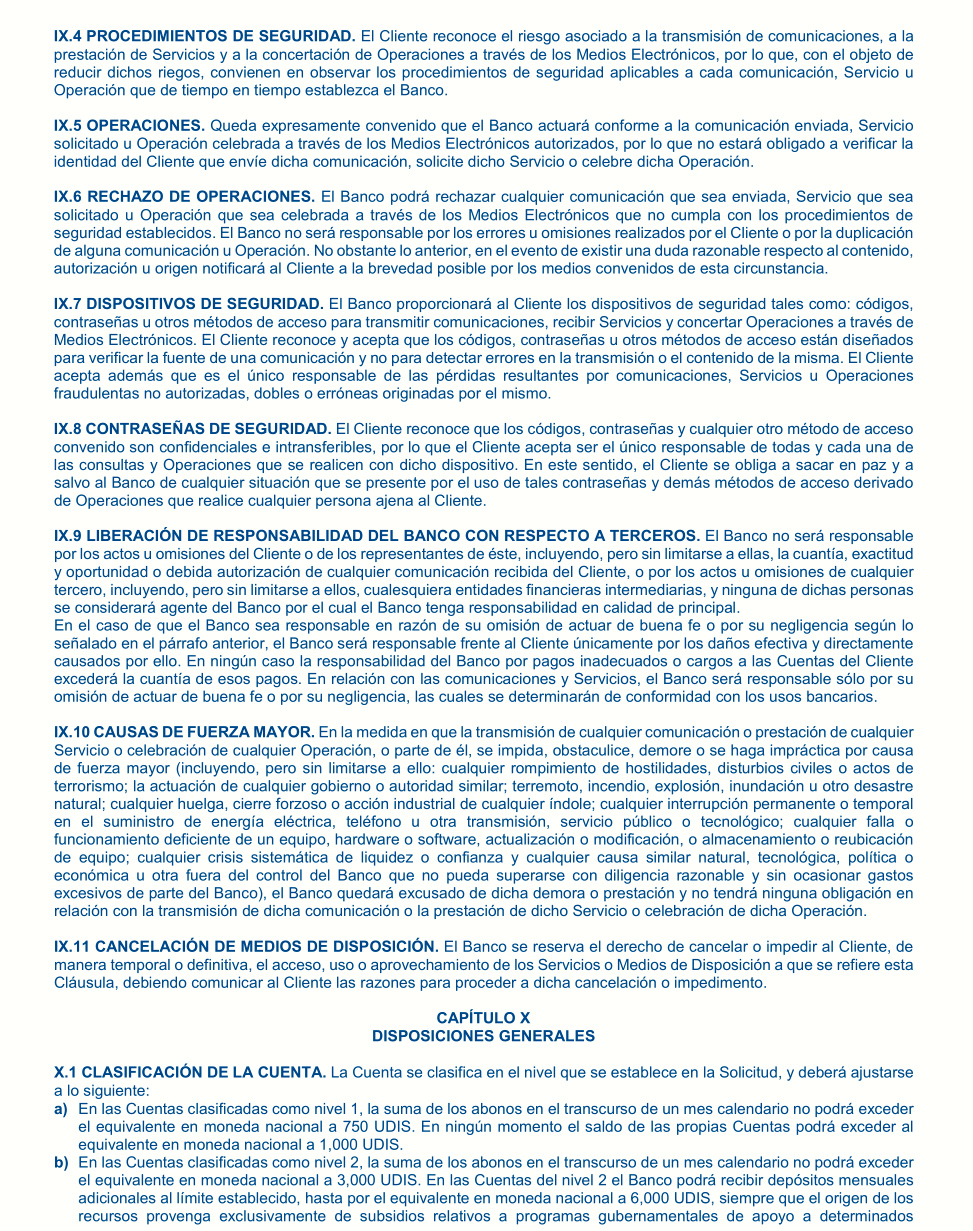 IX.4 PROCEDIMIENTOS DE SEGURIDAD. El Cliente reconoce el riesgo asociado a la transmisión de comunicaciones, a la
prestación de Servicios y a la concertación de Operaciones a través de los Medios Electrónicos, por lo que, con el objeto de
reducir dichos riegos, convienen en observar los procedimientos de seguridad aplicables a cada comunicación, Servicio u
Operación que de tiempo en tiempo establezca el Banco.
IX.5 OPERACIONES. Queda expresamente convenido que el Banco actuará conforme a la comunicación enviada, Servicio
solicitado u Operación celebrada a través de los Medios Electrónicos autorizados, por lo que no estará obligado a verificar la
identidad del Cliente que envíe dicha comunicación, solicite dicho Servicio o celebre dicha Operación.
IX.6 RECHAZO DE OPERACIONES. El Banco podrá rechazar cualquier comunicación que sea enviada, Servicio que sea
solicitado u Operación que sea celebrada a través de los Medios Electrónicos que no cumpla con los procedimientos de
seguridad establecidos. El Banco no será responsable por los errores u omisiones realizados por el Cliente o por la duplicación
de alguna comunicación u Operación. No obstante lo anterior, en el evento de existir una duda razonable respecto al contenido,
autorización u origen notificará al Cliente a la brevedad posible por los medios convenidos de esta circunstancia.
IX.7 DISPOSITIVOS DE SEGURIDAD. El Banco proporcionará al Cliente los dispositivos de seguridad tales como: códigos,
contraseñas u otros métodos de acceso para transmitir comunicaciones, recibir Servicios y concertar Operaciones a través de
Medios Electrónicos. El Cliente reconoce y acepta que los códigos, contraseñas u otros métodos de acceso están diseñados
para verificar la fuente de una comunicación y no para detectar errores en la transmisión o el contenido de la misma. El Cliente
acepta además que es el único responsable de las pérdidas resultantes por comunicaciones, Servicios u Operaciones
fraudulentas no autorizadas, dobles o erróneas originadas por el mismo.
IX.8 CONTRASEÑAS DE SEGURIDAD. El Cliente reconoce que los códigos, contraseñas y cualquier otro método de acceso
convenido son confidenciales e intransferibles, por lo que el Cliente acepta ser el único responsable de todas y cada una de
las consultas y Operaciones que se realicen con dicho dispositivo. En este sentido, el Cliente se obliga a sacar en paz y a
salvo al Banco de cualquier situación que se presente por el uso de tales contraseñas y demás métodos de acceso derivado
de Operaciones que realice cualquier persona ajena al Cliente.
IX.9 LIBERACIÓN DE RESPONSABILIDAD DEL BANCO CON RESPECTO A TERCEROS. El Banco no será responsable
por los actos u omisiones del Cliente o de los representantes de éste, incluyendo, pero sin limitarse a ellas, la cuantía, exactitud
y oportunidad o debida autorización de cualquier comunicación recibida del Cliente, o por los actos u omisiones de cualquier
tercero, incluyendo, pero sin limitarse a ellos, cualesquiera entidades financieras intermediarias, y ninguna de dichas personas
se considerará agente del Banco por el cual el Banco tenga responsabilidad en calidad de principal.
En el caso de que el Banco sea responsable en razón de su omisión de actuar de buena fe o por su negligencia según lo
señalado en el párrafo anterior, el Banco será responsable frente al Cliente únicamente por los daños efectiva y directamente
causados por ello. En ningún caso la responsabilidad del Banco por pagos inadecuados o cargos a las Cuentas del Cliente
excederá la cuantía de esos pagos. En relación con las comunicaciones y Servicios, el Banco será responsable sólo por su
omisión de actuar de buena fe o por su negligencia, las cuales se determinarán de conformidad con los usos bancarios.
IX.10 CAUSAS DE FUERZA MAYOR. En la medida en que la transmisión de cualquier comunicación o prestación de cualquier
Servicio o celebración de cualquier Operación, o parte de él, se impida, obstaculice, demore o se haga impráctica por causa
de fuerza mayor (incluyendo, pero sin limitarse a ello: cualquier rompimiento de hostilidades, disturbios civiles o actos de
terrorismo; la actuación de cualquier gobierno o autoridad similar; terremoto, incendio, explosión, inundación u otro desastre
natural; cualquier huelga, cierre forzoso o acción industrial de cualquier índole; cualquier interrupción permanente o temporal
en el suministro de energía eléctrica, teléfono u otra transmisión, servicio público o tecnológico; cualquier falla o
funcionamiento deficiente de un equipo, hardware o software, actualización o modificación, o almacenamiento o reubicación
de equipo; cualquier crisis sistemática de liquidez o confianza y cualquier causa similar natural, tecnológica, política o
económica u otra fuera del control del Banco que no pueda superarse con diligencia razonable y sin ocasionar gastos
excesivos de parte del Banco), el Banco quedará excusado de dicha demora o prestación y no tendrá ninguna obligación en
relación con la transmisión de dicha comunicación o la prestación de dicho Servicio o celebración de dicha Operación.
IX.11 CANCELACIÓN DE MEDIOS DE DISPOSICIÓN. El Banco se reserva el derecho de cancelar o impedir al Cliente, de
manera temporal o definitiva, el acceso, uso o aprovechamiento de los Servicios o Medios de Disposición a que se refiere esta
Cláusula, debiendo comunicar al Cliente las razones para proceder a dicha cancelación o impedimento.
CAPÍTULO X
DISPOSICIONES GENERALES
X.1 CLASIFICACIÓN DE LA CUENTA. La Cuenta se clasifica en el nivel que se establece en la Solicitud, y deberá ajustarse
a lo siguiente:
a) En las Cuentas clasificadas como nivel 1, la suma de los abonos en el transcurso de un mes calendario no podrá exceder
el equivalente en moneda nacional a 750 UDIS. En ningún momento el saldo de las propias Cuentas podrá exceder al
equivalente en moneda nacional a 1,000 UDIS.
b) En las Cuentas clasificadas como nivel 2, la suma de los abonos en el transcurso de un mes calendario no podrá exceder
el equivalente en moneda nacional a 3,000 UDIS. En las Cuentas del nivel 2 el Banco podrá recibir depósitos mensuales
adicionales al límite establecido, hasta por el equivalente en moneda nacional a 6,000 UDIS, siempre que el origen de los
recursos provenga exclusivamente de subsidios relativos a programas gubernamentales de apoyo a determinados